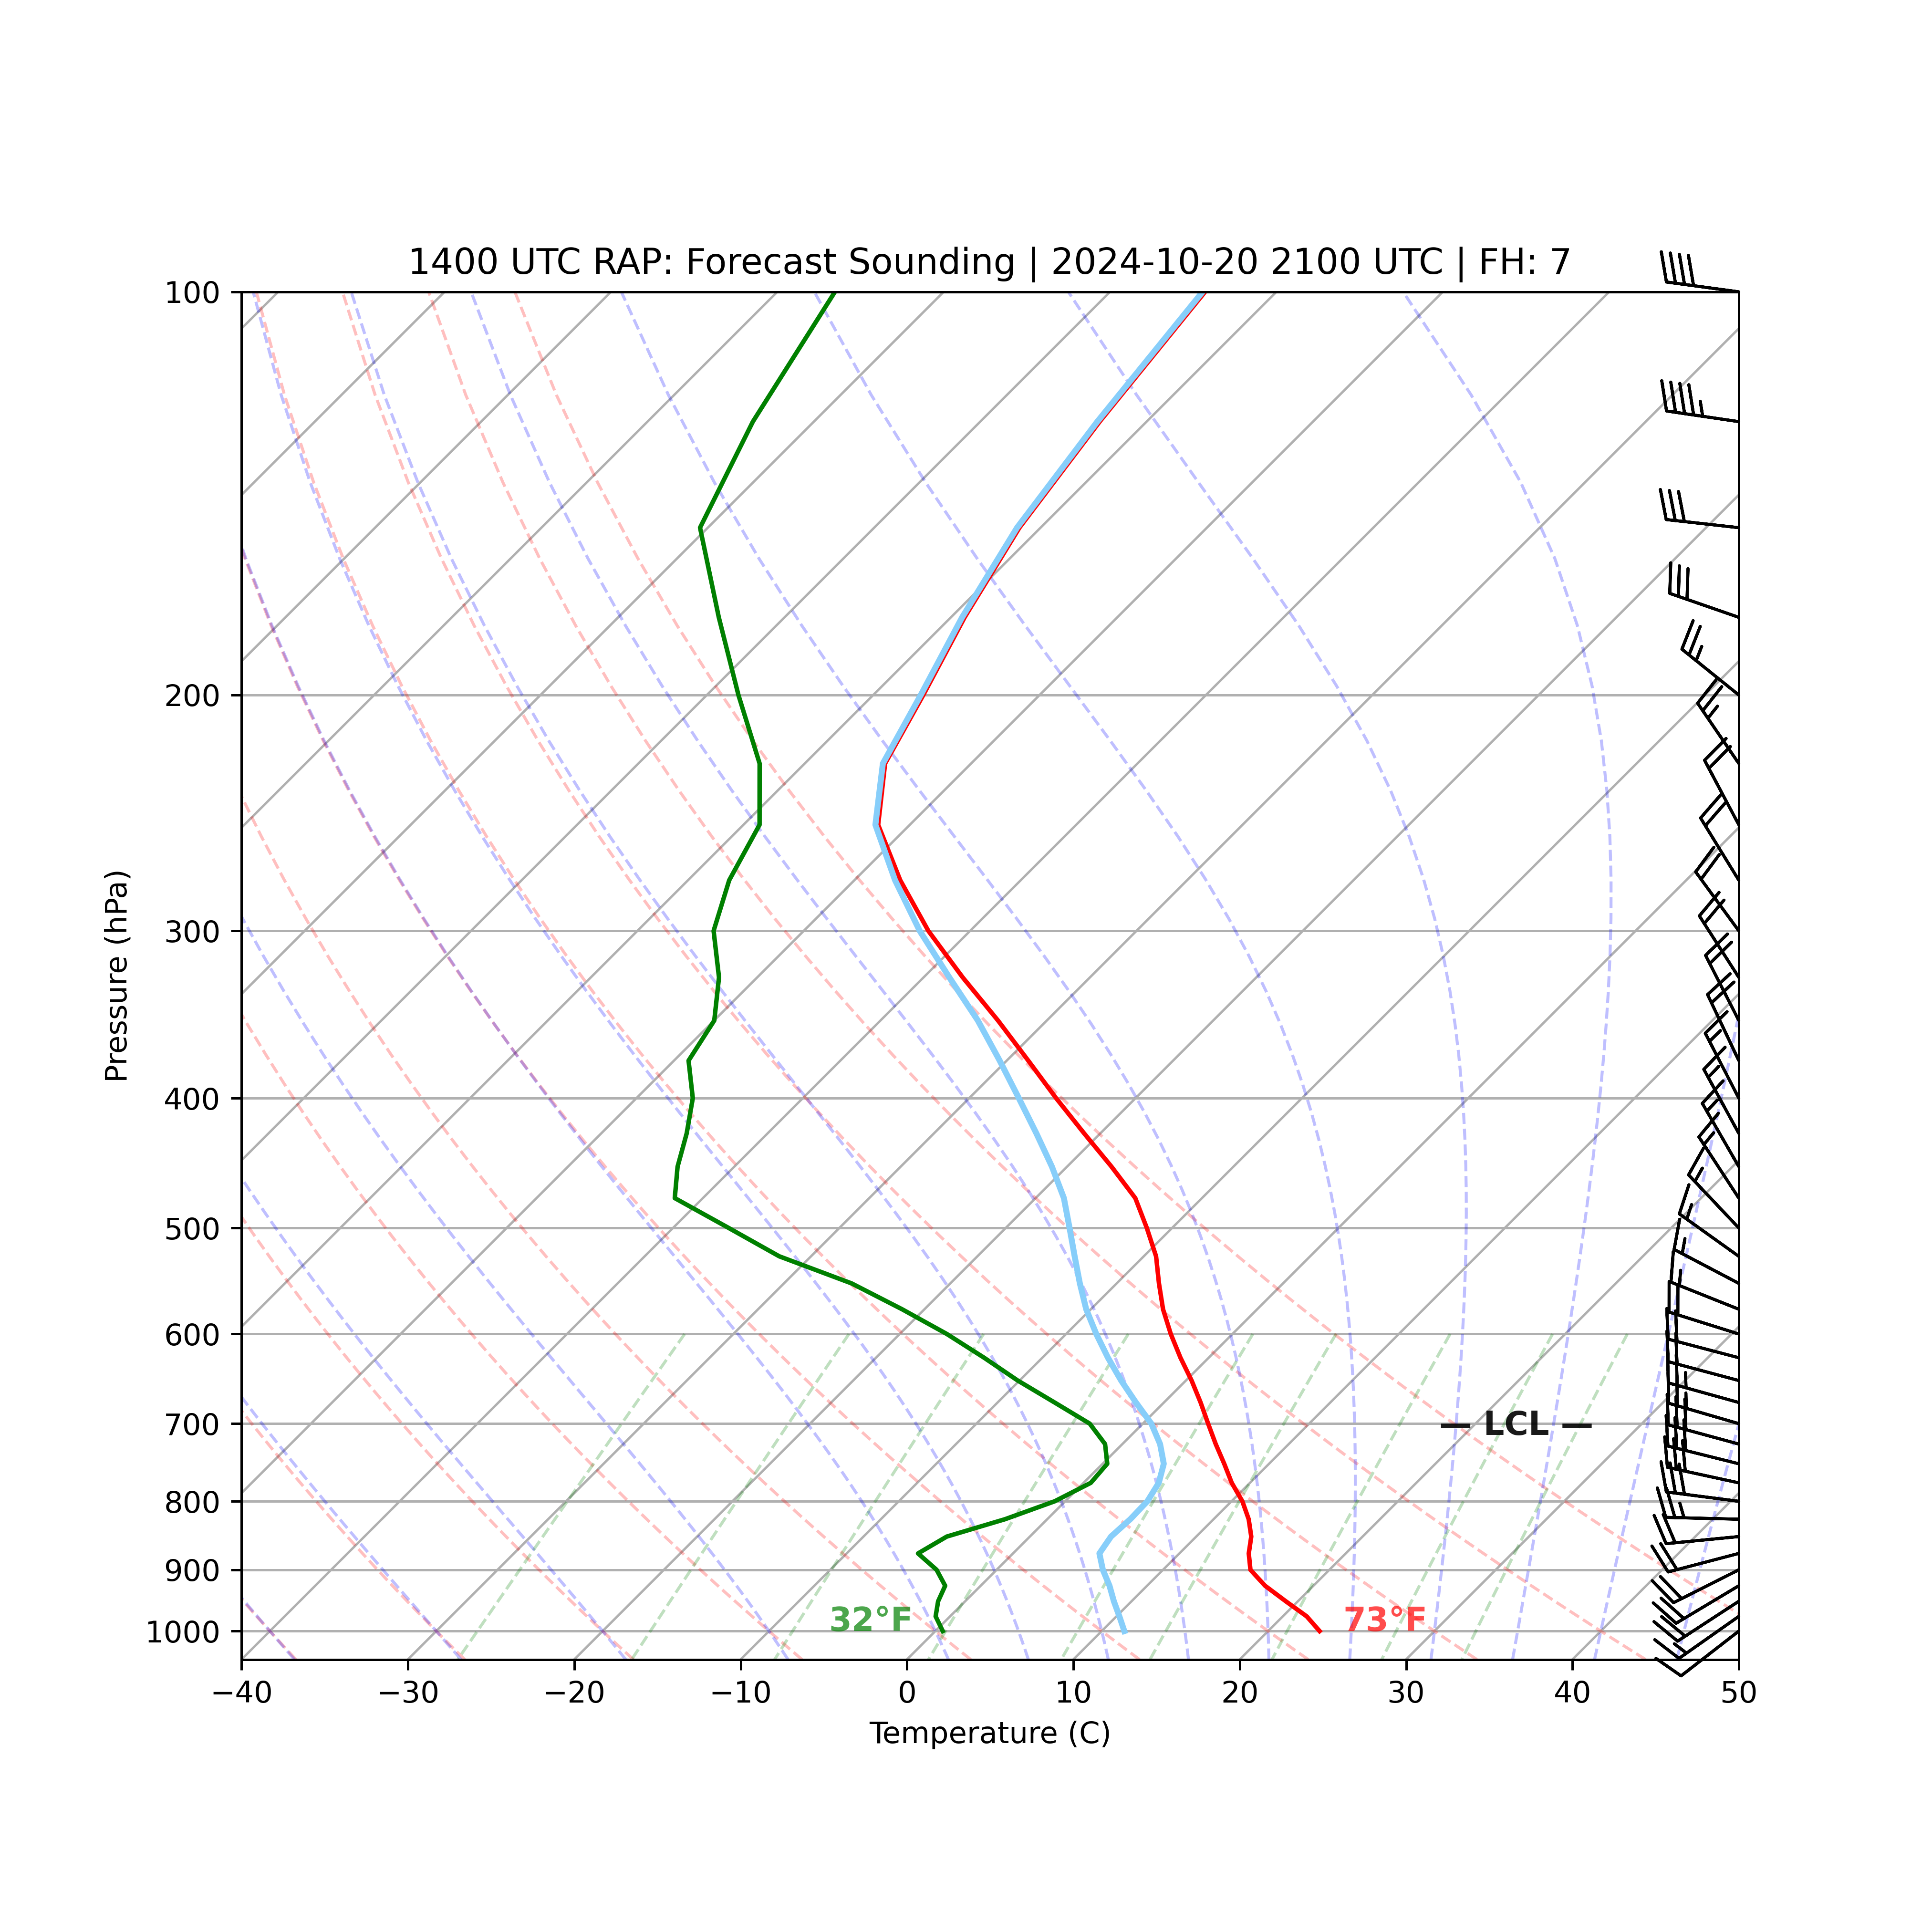 1400 UTC RAP: Forecast Sounding | 2024-10-20 2100 UTC | FH: 7
100
200
300
400
500
600
700
800
900
1000
Pressure (hPa)
— LCL —
32°F
73°F
−40 −30 −20 −10 0 10 20 30 40 50
Temperature (C)